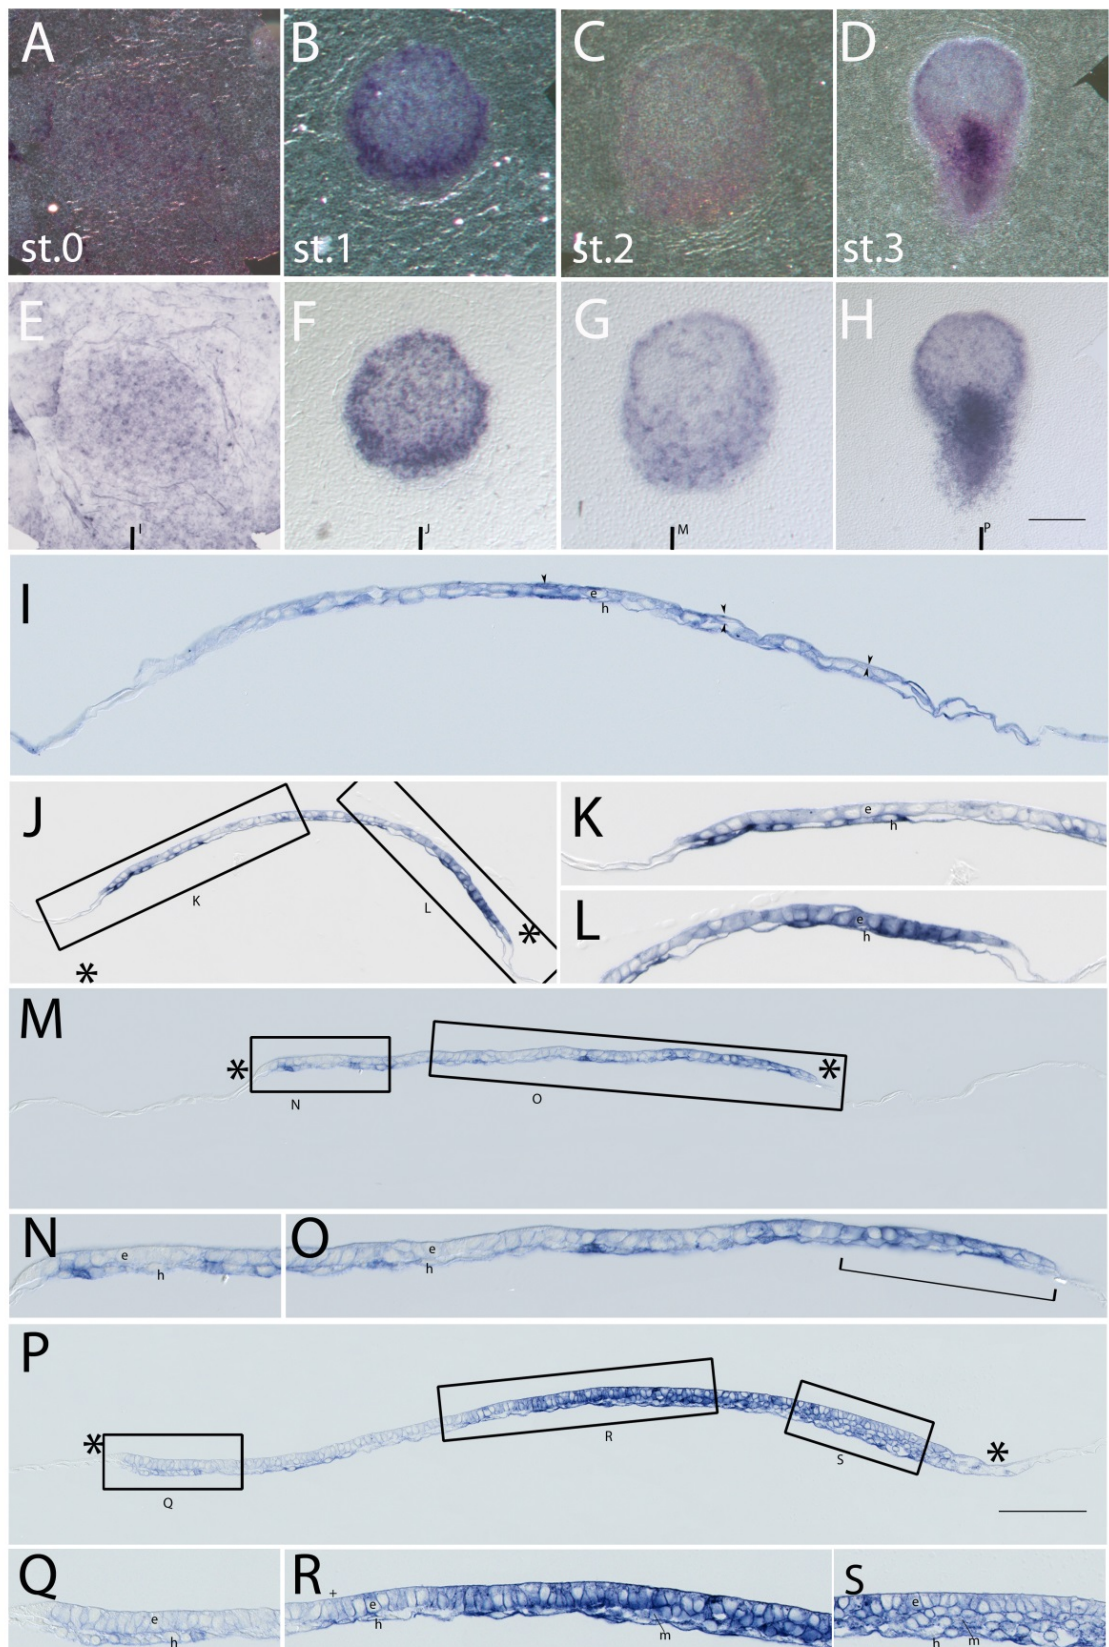 A B C D
st.0 st.1 st.2 st.3
E F G H
I J M P
I
e
h
J K
e
h
K L
L
e
h
* *
M
* *
N O
N O
e e
h h
P
* *
R
S
Q
Q R S
+
e e e
h h m h m